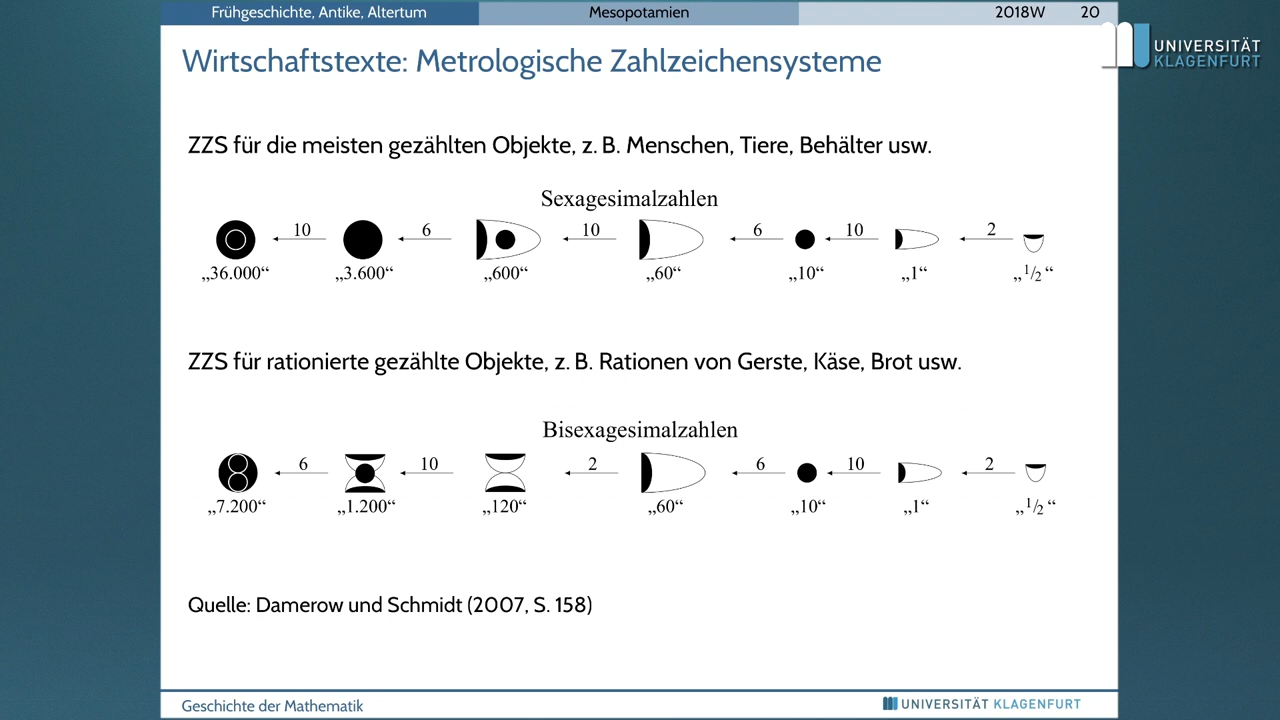 Frühgeschichte, Antike, Altertum Mesopotamien 2018W 20
UNIVERSITÄT
KLAGENFURT
Wirtschaftstexte: Metrologische Zahlzeichensysteme
ZZS für die meisten gezählten Objekte, z. B. Menschen, Tiere, Behälter usw.
Sexagesimalzahlen
10 6 10 6 10 2
„36.000“ „3.600“ „600“ „60“ „10“ „1“ „1/2“
ZZS für rationierte gezählte Objekte, z. B. Rationen von Gerste, Käse, Brot usw.
Bisexagesimalzahlen
6 10 2 6 10 2
„7.200“ „1.200“ „120“ „60“ „10“ „1“ „1/2“
Quelle: Damerow und Schmidt (2007, S. 158)
Geschichte der Mathematik UNIVERSITÄT KLAGENFURT